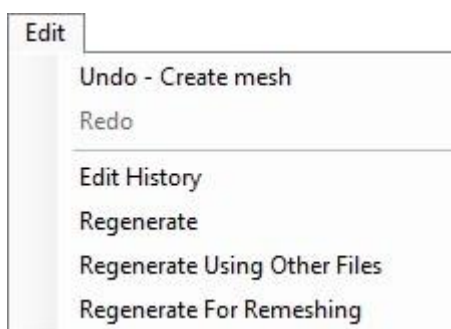 Edit
Undo - Create mesh
Redo
Edit History
Regenerate
Regenerate Using Other Files
Regenerate For Remeshing